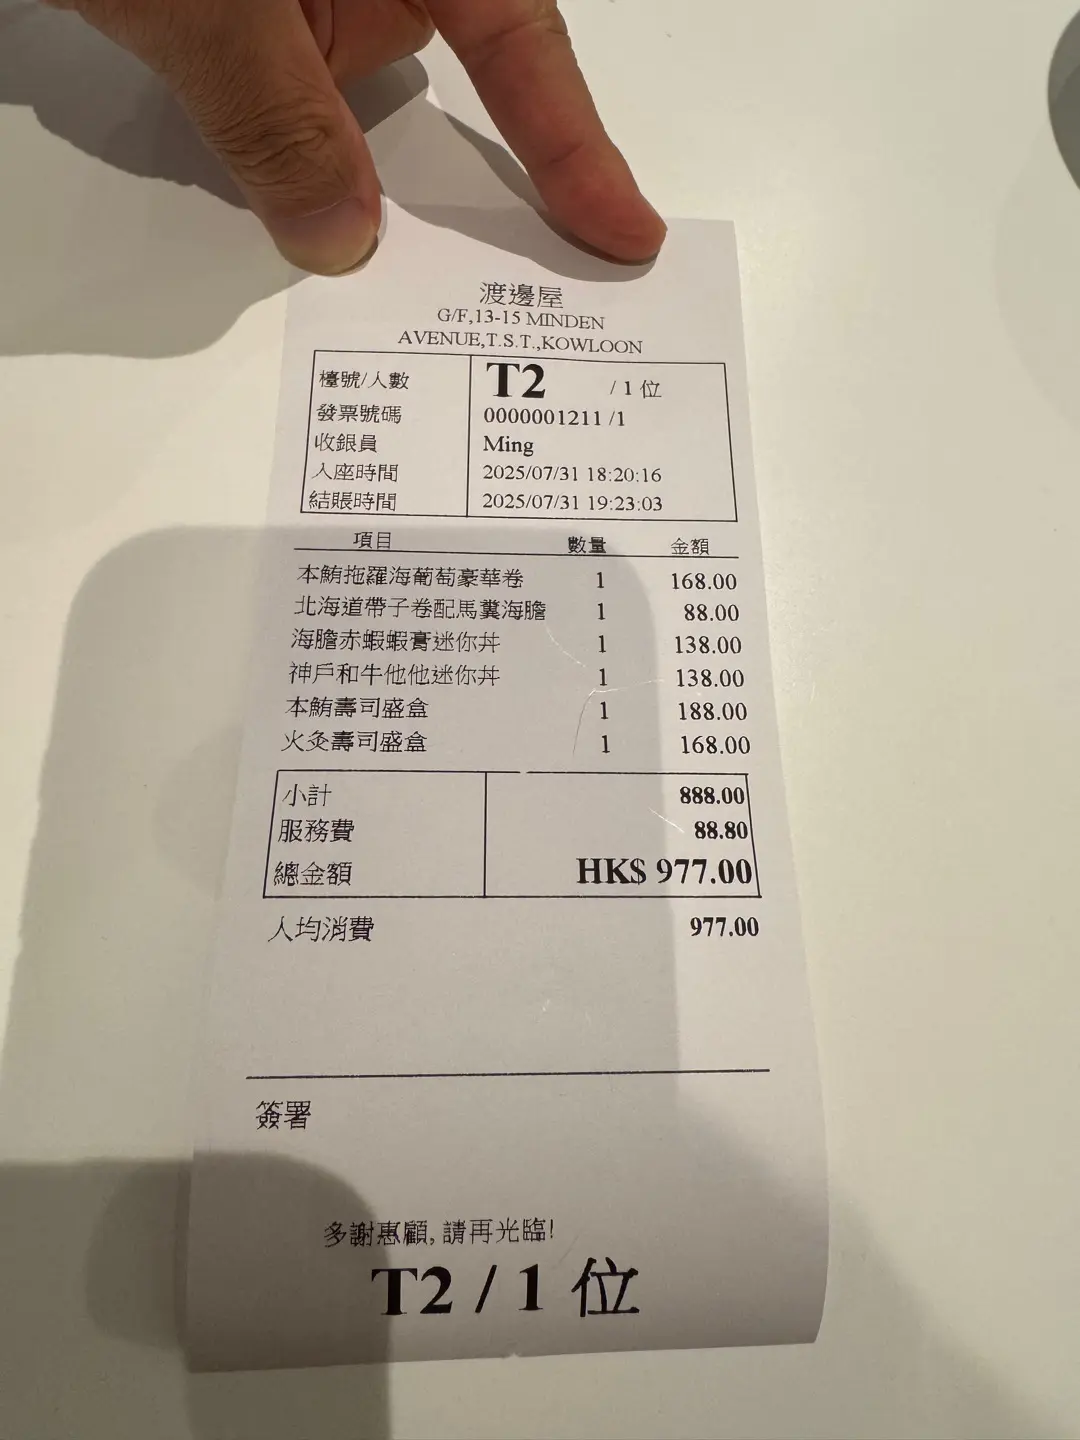 渡邊屋
G/F,13-15 MINDEN
AVENUE,T.S.T.,KOWLOON
檯號/人數 T2 / 1 位
發票號碼 0000001211 /1
收銀員 Ming
入座時間 2025/07/31 18:20:16
結賬時間 2025/07/31 19:23:03
項目 數量 金額
本鮪拖羅海葡萄豪華卷 1 168.00
北海道帶子卷配馬糞海膽 1 88.00
海膽赤蝦蝦膏迷你丼 1 138.00
神戶和牛他他迷你丼 1 138.00
本鮪壽司盛盒 1 188.00
火灸壽司盛盒 1 168.00
小計 888.00
服務費 88.80
總金額 HK$ 977.00
人均消費 977.00
簽署
多謝惠顧, 請再光臨!
T2 / 1 位